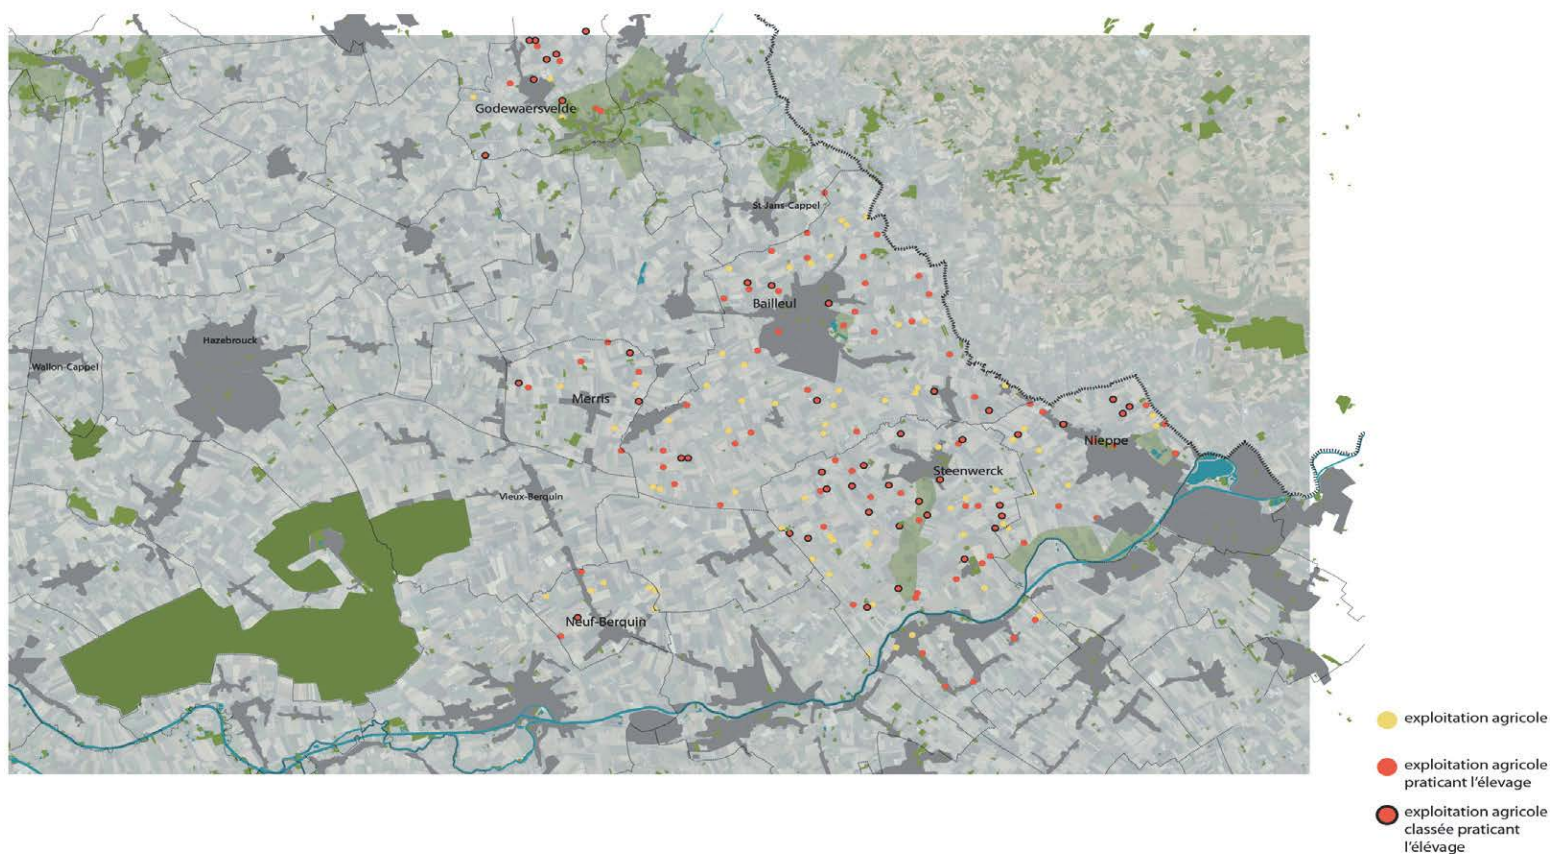 Godewaersvelde
St-Jans-Cappel
Bailleul
Hazebrouck
Wallon-Cappel
Merris
Nieppe
Steenwerck
Vieux-Berquin
Neuf-Berquin
exploitation agricole
exploitation agricole
praticant l'élevage
exploitation agricole
classée praticant
l'élévage